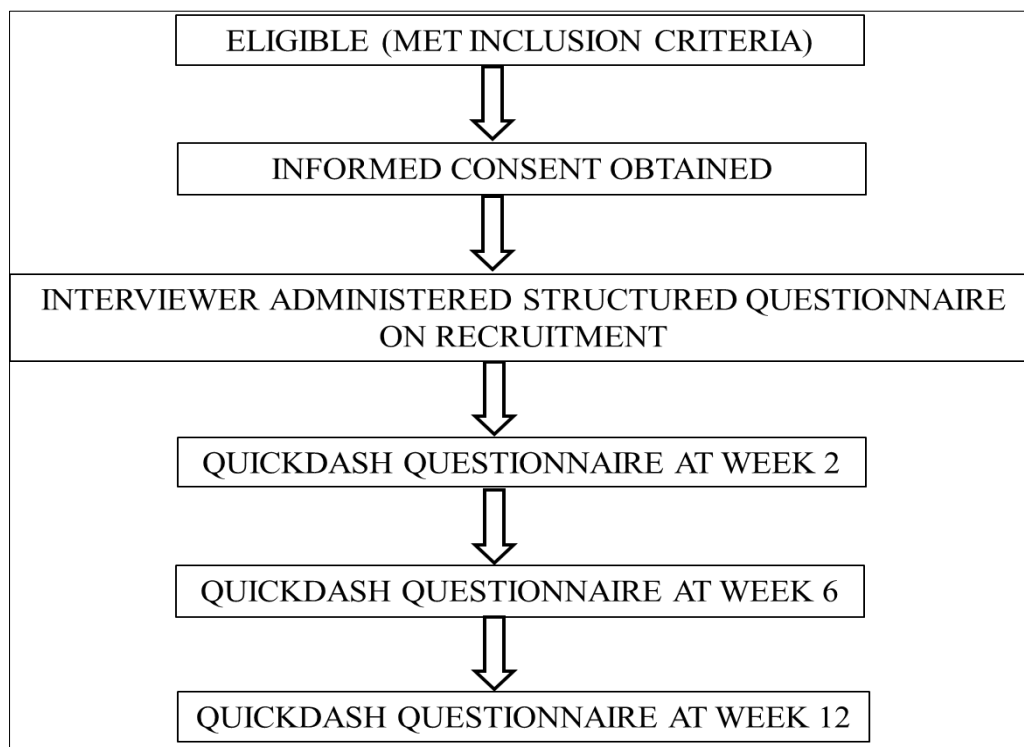 ELIGIBLE (MET INCLUSION CRITERIA)
INFORMED CONSENT OBTAINED
INTERVIEWER ADMINISTERED STRUCTURED QUESTIONNAIRE
ON RECRUITMENT
QUICKDASH QUESTIONNAIRE AT WEEK 2
QUICKDASH QUESTIONNAIRE AT WEEK 6
QUICKDASH QUESTIONNAIRE AT WEEK 12